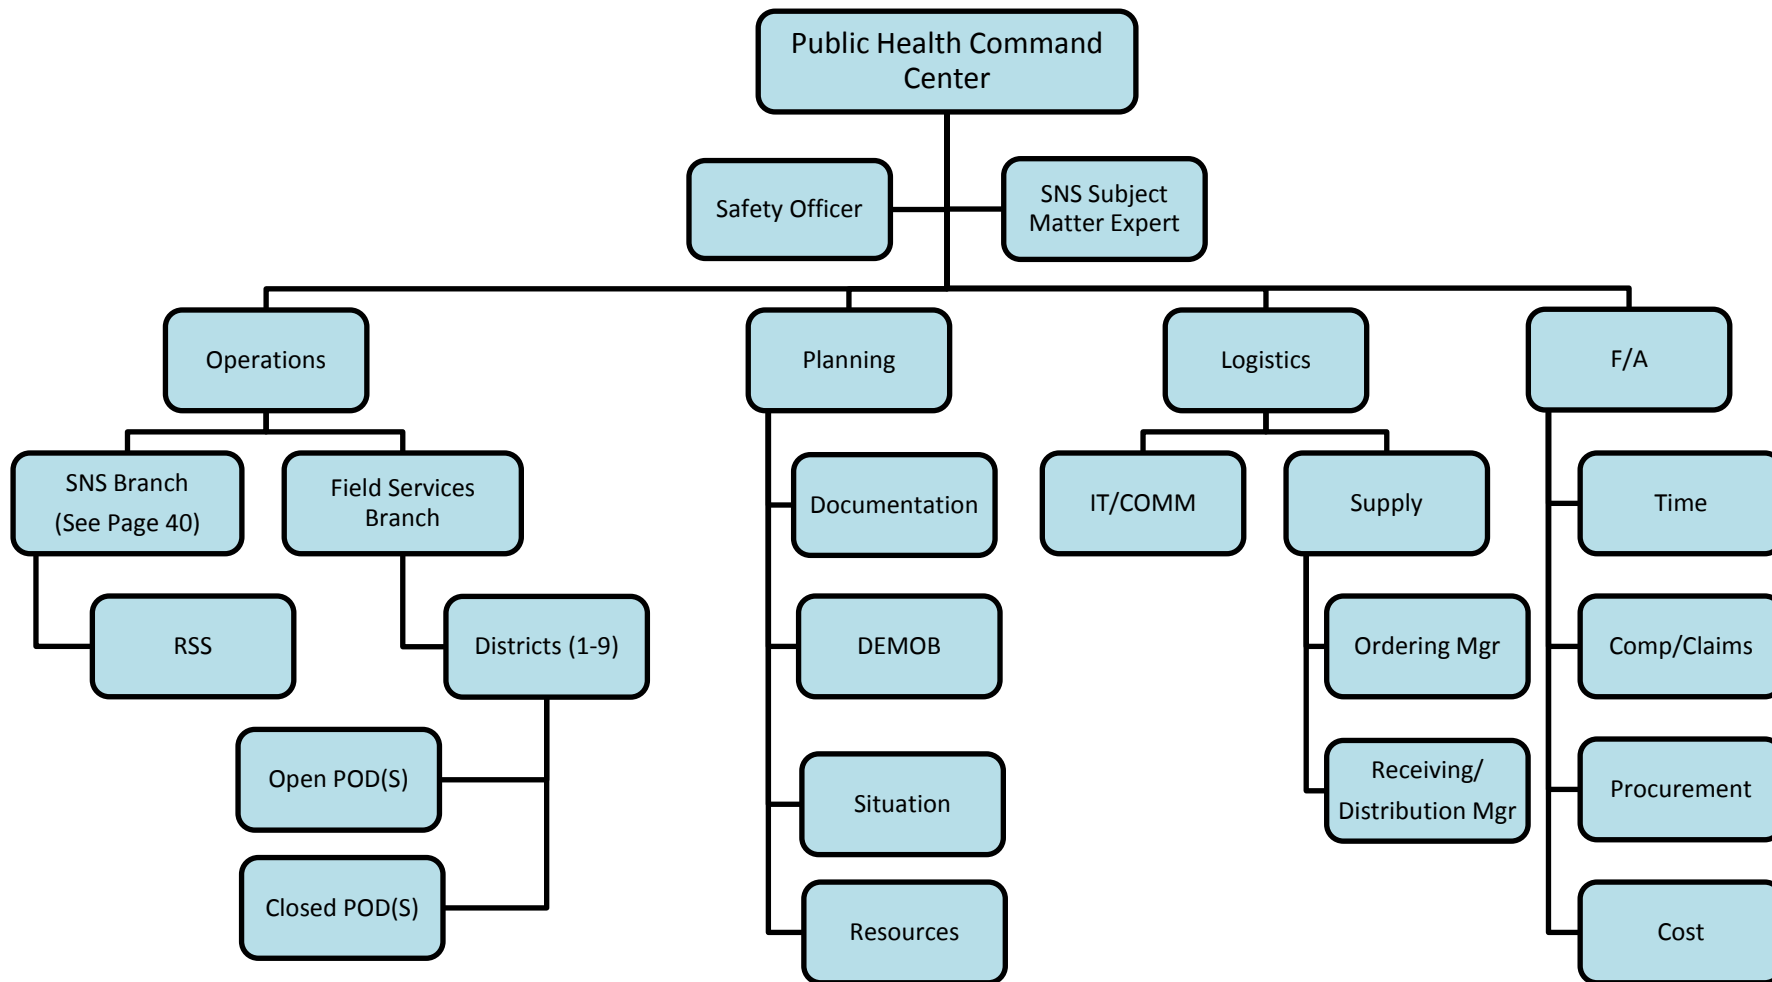 Public Health Command
Center
Safety Officer
SNS Subject
Matter Expert
Operations
Planning
Logistics
F/A
SNS Branch
(See Page 40)
Field Services
Branch
Documentation
IT/COMM
Supply
Time
RSS
Districts (1-9)
DEMOB
Ordering Mgr
Comp/Claims
Open POD(S)
Situation
Receiving/
Distribution Mgr
Procurement
Closed POD(S)
Resources
Cost